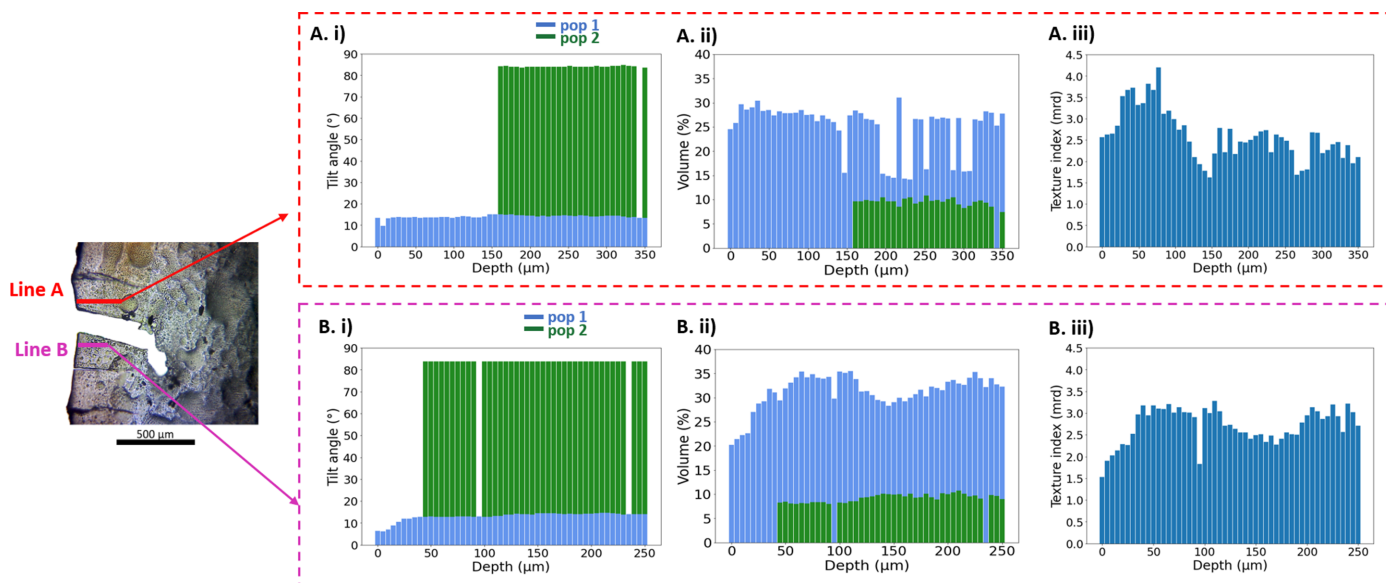 A. i)
pop 1
pop 2
A. ii)
A. iii)
Tilt angle (°)
90
80
70
60
50
40
30
20
10
0
0 50 100 150 200 250 300 350
Depth (μm)
Volume (%)
40
35
30
25
20
15
10
5
0
0 50 100 150 200 250 300 350
Depth (μm)
Texture index (mrd)
4.5
4.0
3.5
3.0
2.5
2.0
1.5
1.0
0.5
0.0
0 50 100 150 200 250 300 350
Depth (μm)
Line A
Line B
500 μm
B. i)
pop 1
pop 2
B. ii)
B. iii)
Tilt angle (°)
90
80
70
60
50
40
30
20
10
0
0 50 100 150 200 250
Depth (μm)
Volume (%)
40
35
30
25
20
15
10
5
0
0 50 100 150 200 250
Depth (μm)
Texture index (mrd)
4.5
4.0
3.5
3.0
2.5
2.0
1.5
1.0
0.5
0.0
0 50 100 150 200 250
Depth (μm)